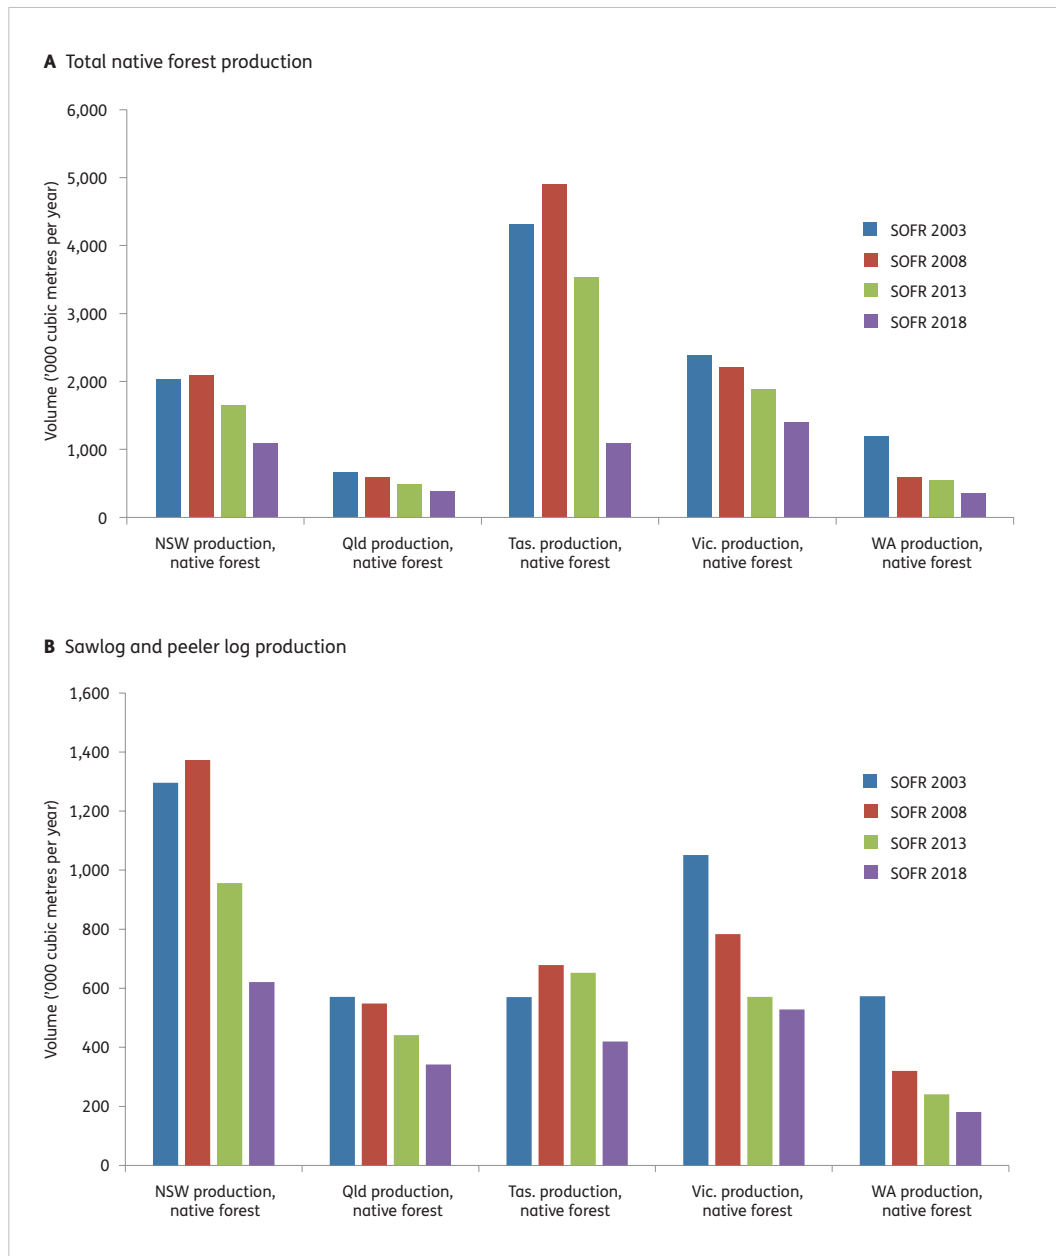 A Total native forest production
Volume ('000 cubic metres per year)
6,000
5,000
4,000
3,000
2,000
1,000
0
SOFR 2003
SOFR 2008
SOFR 2013
SOFR 2018
NSW production,
native forest
Qld production,
native forest
Tas. production,
native forest
Vic. production,
native forest
WA production,
native forest
B Sawlog and peeler log production
Volume ('000 cubic metres per year)
1,600
1,400
1,200
1,000
800
600
400
200
0
SOFR 2003
SOFR 2008
SOFR 2013
SOFR 2018
NSW production,
native forest
Qld production,
native forest
Tas. production,
native forest
Vic. production,
native forest
WA production,
native forest